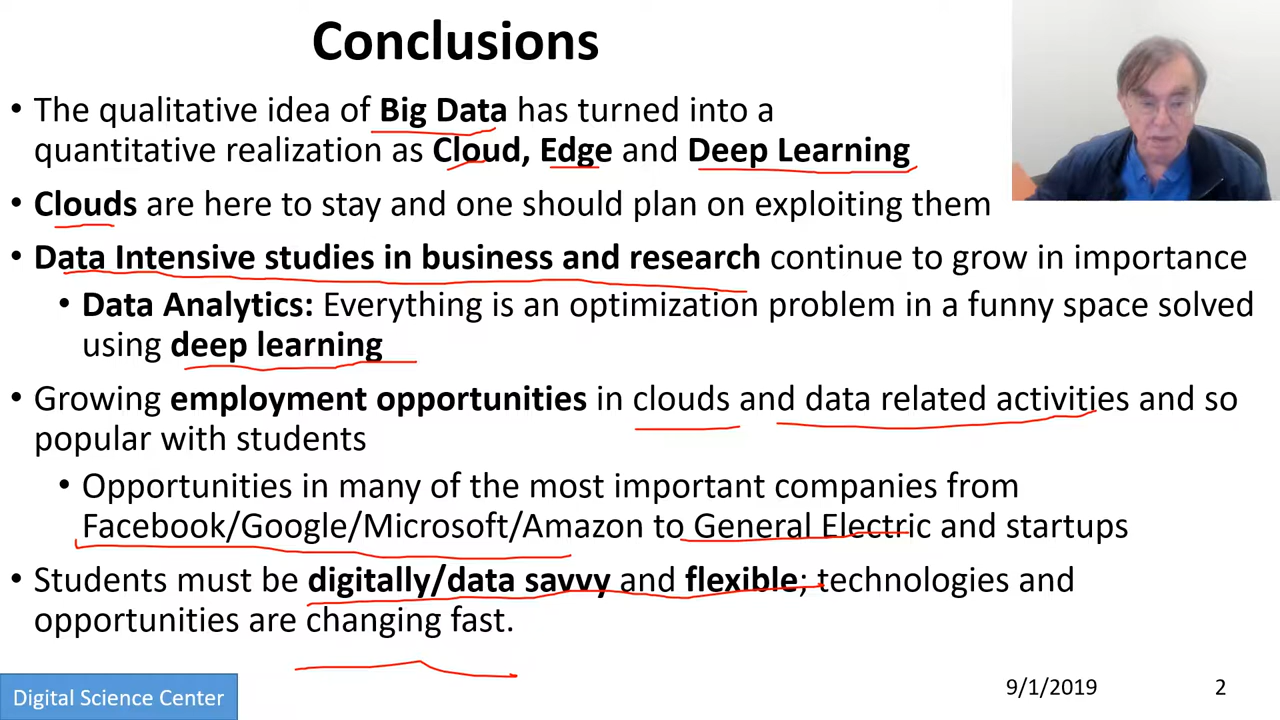 Conclusions
• The qualitative idea of Big Data has turned into a
quantitative realization as Cloud, Edge and Deep Learning
• Clouds are here to stay and one should plan on exploiting them
• Data Intensive studies in business and research continue to grow in importance
• Data Analytics: Everything is an optimization problem in a funny space solved
using deep learning
• Growing employment opportunities in clouds and data related activities and so
popular with students
• Opportunities in many of the most important companies from
Facebook/Google/Microsoft/Amazon to General Electric and startups
• Students must be digitally/data savvy and flexible; technologies and
opportunities are changing fast.
Digital Science Center
9/1/2019
2